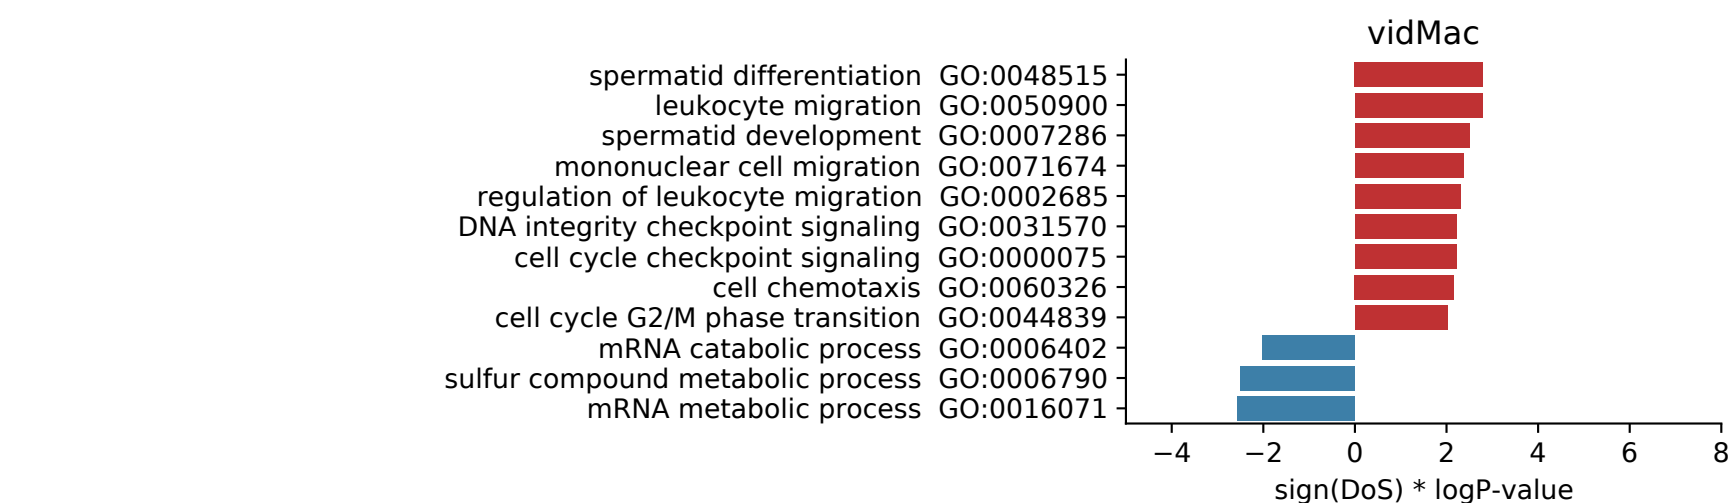 vidMac
spermatid differentiation GO:0048515
leukocyte migration GO:0050900
spermatid development GO:0007286
mononuclear cell migration GO:0071674
regulation of leukocyte migration GO:0002685
DNA integrity checkpoint signaling GO:0031570
cell cycle checkpoint signaling GO:0000075
cell chemotaxis GO:0060326
cell cycle G2/M phase transition GO:0044839
mRNA catabolic process GO:0006402
sulfur compound metabolic process GO:0006790
mRNA metabolic process GO:0016071
−4 −2 0 2 4 6 8
sign(DoS) * logP-value